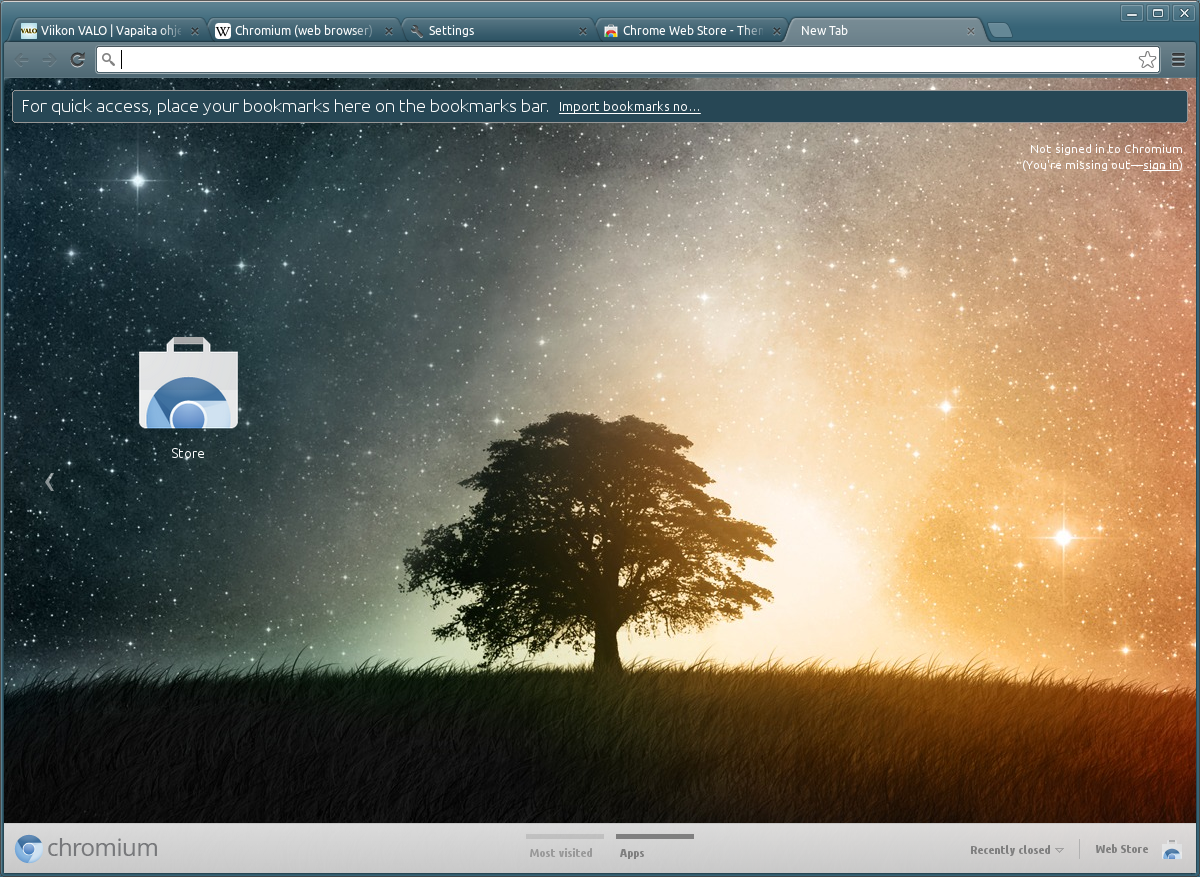 VALO Viikon VALO | Vapaita ohje
W Chromium (web browser)
Settings
Chrome Web Store - Them
New Tab
For quick access, place your bookmarks here on the bookmarks bar. Import bookmarks no...
Not signed in to Chromium
(You're missing out—sign in)
Store
chromium
Most visited
Apps
Recently closed
Web Store